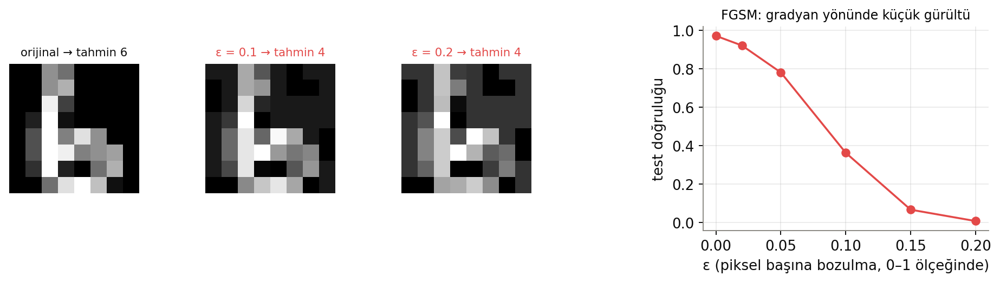 orijinal → tahmin 6
ε = 0.1 → tahmin 4
ε = 0.2 → tahmin 4
FGSM: gradyan yönünde küçük gürültü
test doğruluğu
1.0
0.8
0.6
0.4
0.2
0.0
0.00 0.05 0.10 0.15 0.20
ε (piksel başına bozulma, 0–1 ölçeğinde)